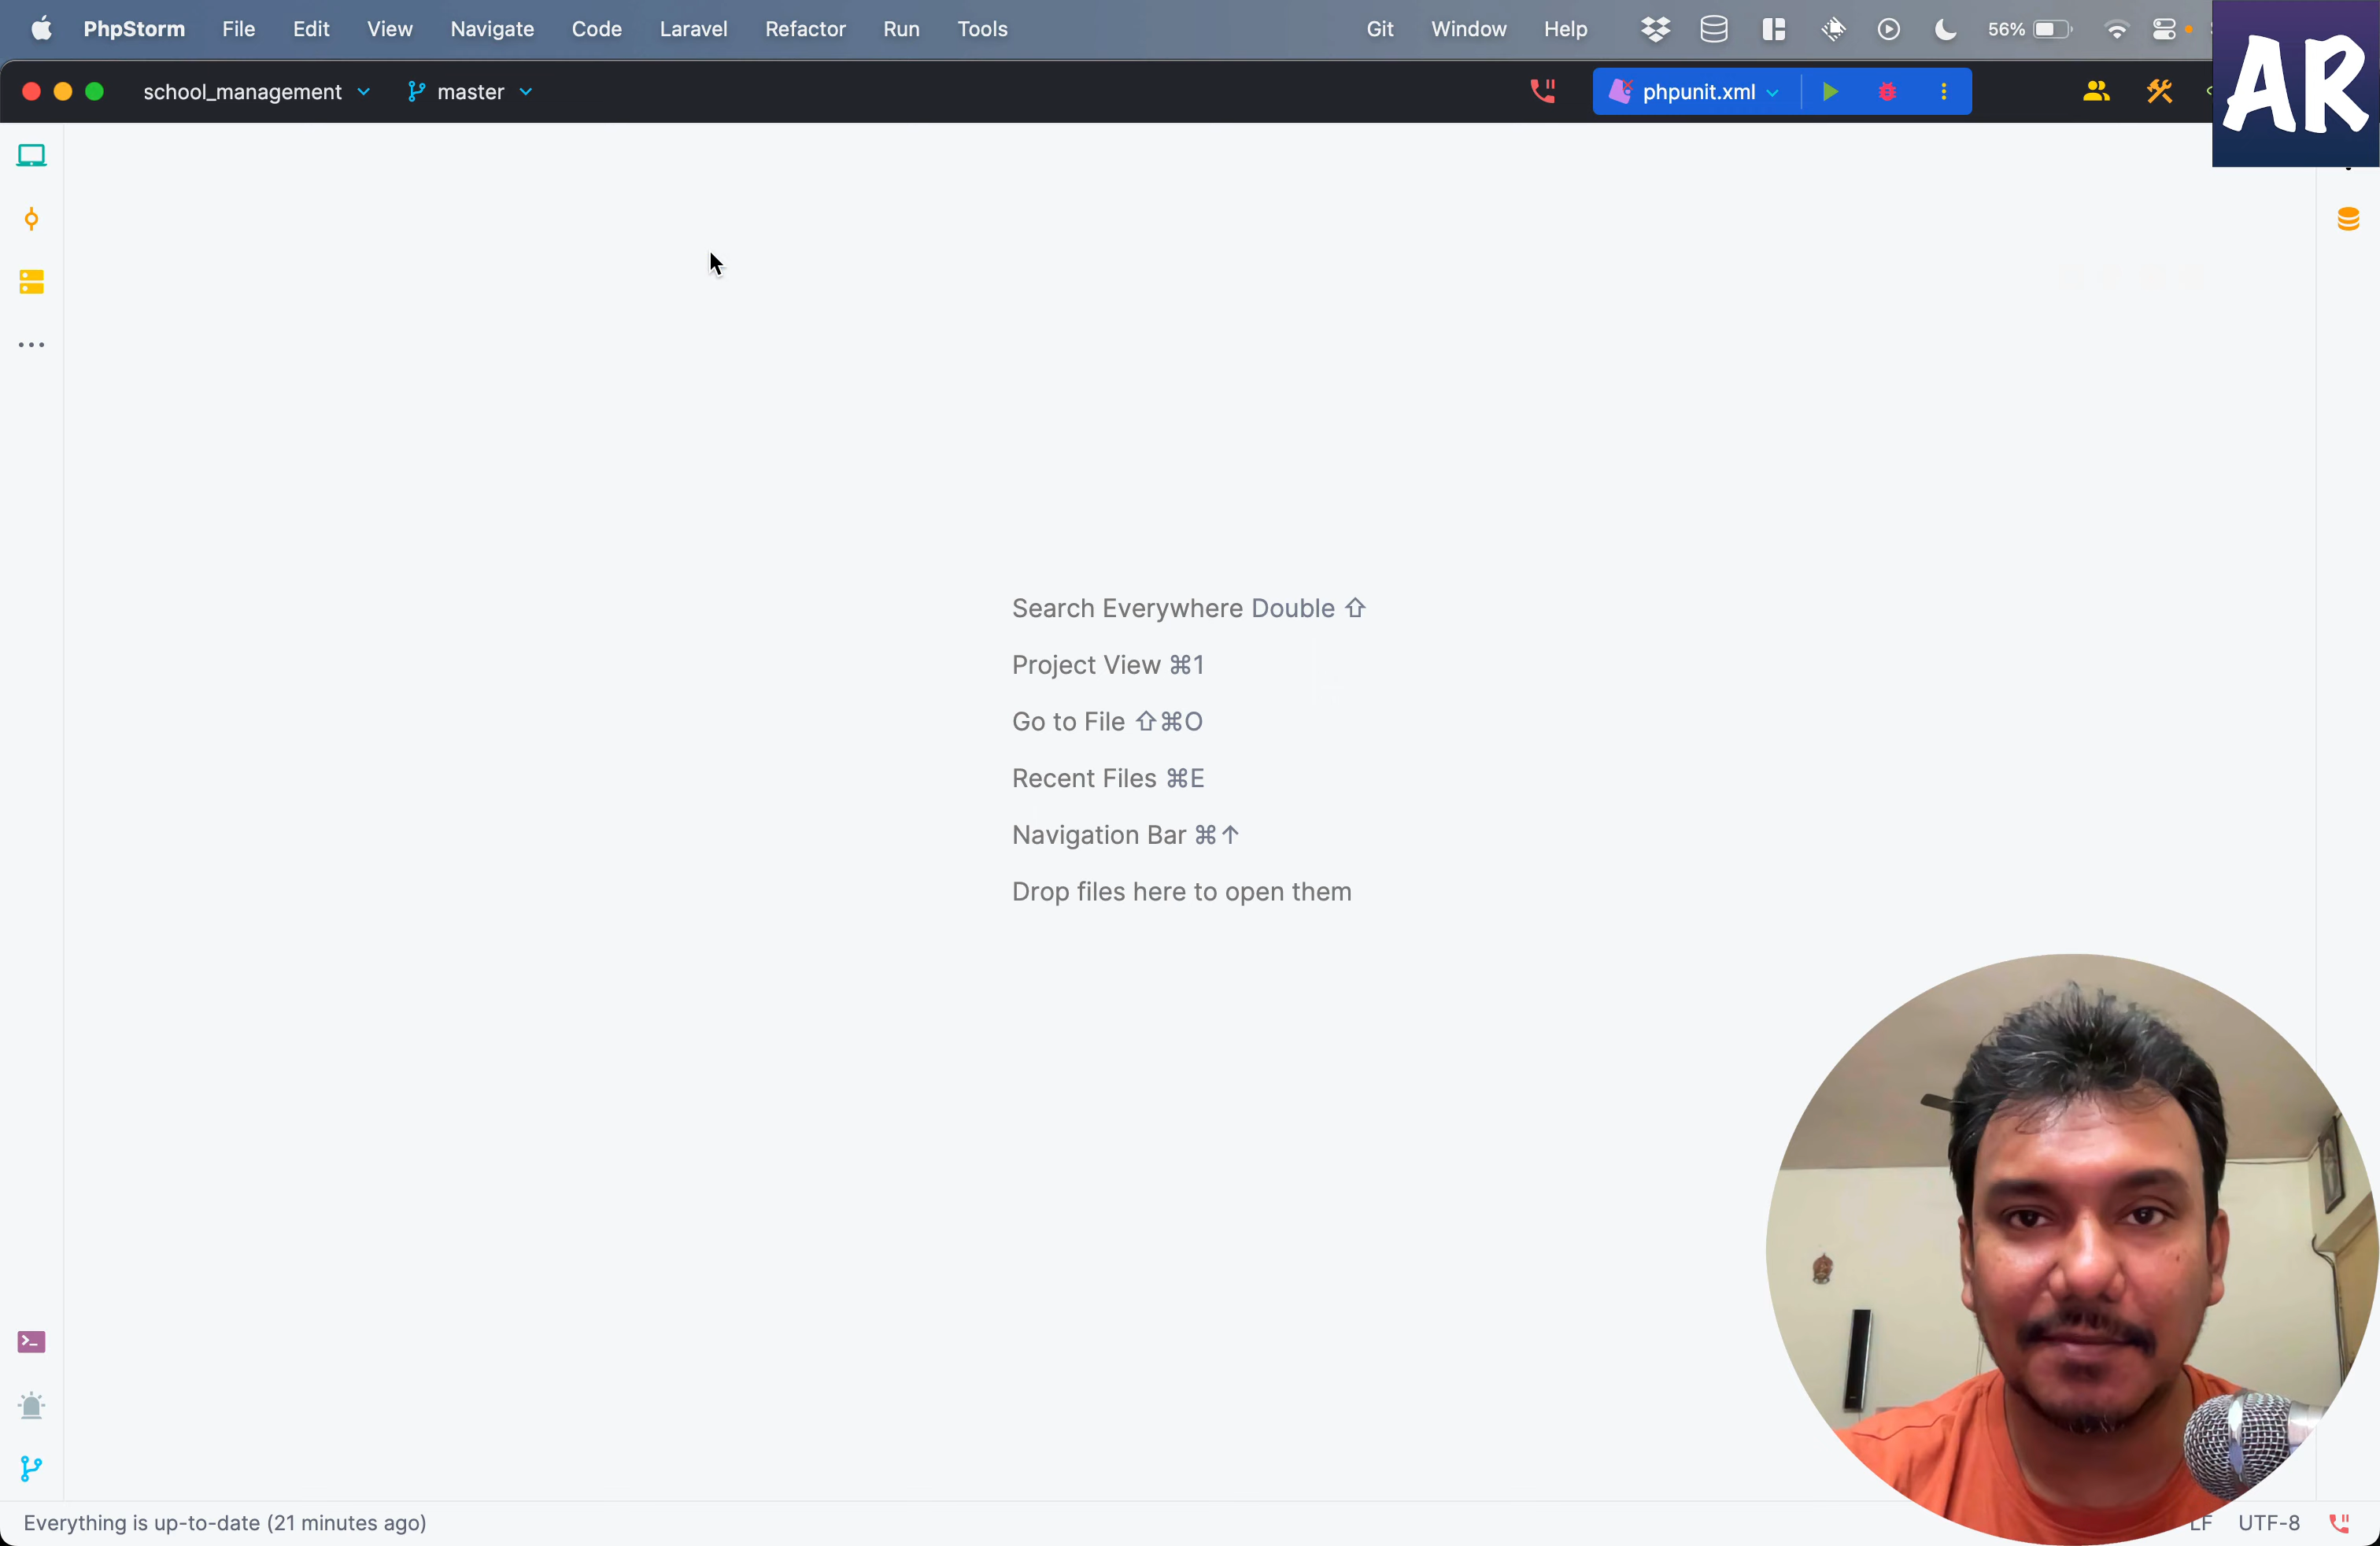 PhpStorm File Edit View Navigate Code Laravel Refactor Run Tools Git Window Help 56%
school_management master phpunit.xml
AR
Search Everywhere Double ⇧
Project View ⌘1
Go to File ⇧⌘O
Recent Files ⌘E
Navigation Bar ⌘↑
Drop files here to open them
Everything is up-to-date (21 minutes ago) LF UTF-8